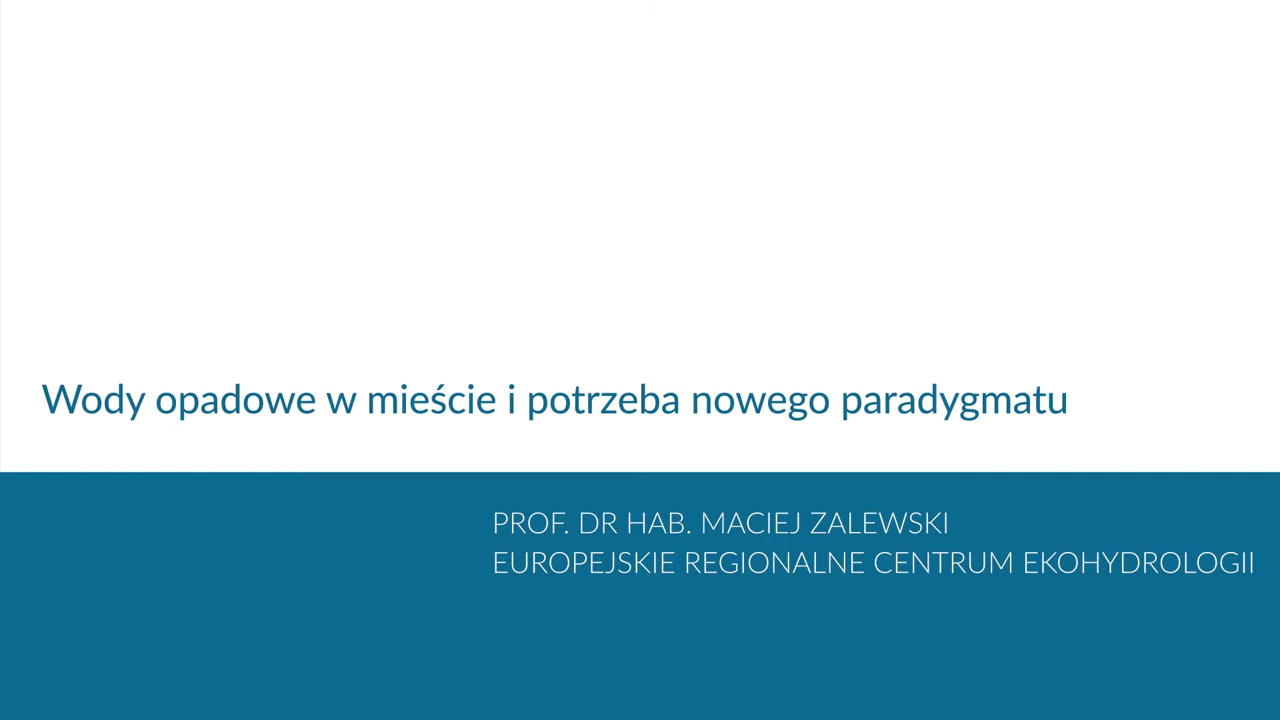 Wody opadowe w mieście i potrzeba nowego paradygmatu
PROF. DR HAB. MACIEJ ZALEWSKI
EUROPEJSKIE REGIONALNE CENTRUM EKOHYDROLOGII